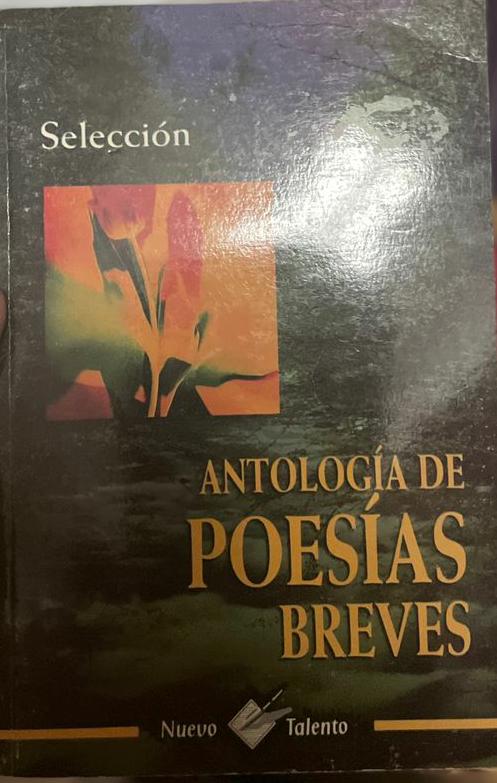 Selección
ANTOLOGÍA DE
POESÍAS
BREVES
Nuevo Talento